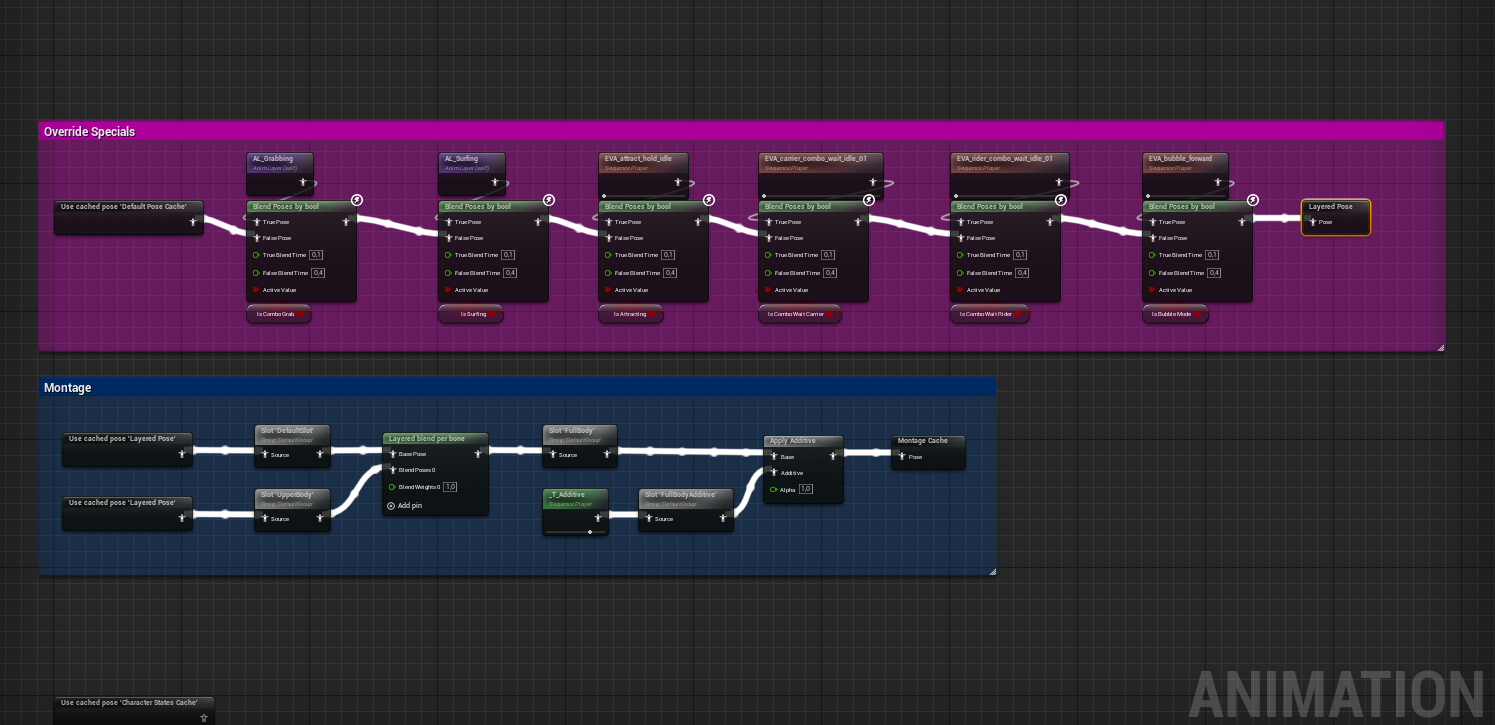 Override Specials
AL_Grabbing
Anim Layer (self)
AL_Surfing
Anim Layer (self)
EVA_attract_hold_idle
Sequence Player
EVA_carrier_combo_wait_idle_01
Sequence Player
EVA_rider_combo_wait_idle_01
Sequence Player
EVA_bubble_forward
Sequence Player
Use cached pose 'Default Pose Cache'
Blend Poses by bool
True Pose
False Pose
True Blend Time 0,1
False Blend Time 0,4
Active Value
Is Combo Grab
Blend Poses by bool
True Pose
False Pose
True Blend Time 0,1
False Blend Time 0,4
Active Value
Is Surfing
Blend Poses by bool
True Pose
False Pose
True Blend Time 0,1
False Blend Time 0,4
Active Value
Is Attracting
Blend Poses by bool
True Pose
False Pose
True Blend Time 0,1
False Blend Time 0,4
Active Value
Is Combo Wait Carrier
Blend Poses by bool
True Pose
False Pose
True Blend Time 0,1
False Blend Time 0,4
Active Value
Is Combo Wait Rider
Blend Poses by bool
True Pose
False Pose
True Blend Time 0,1
False Blend Time 0,4
Active Value
Is Bubble Mode
Layered Pose
Pose
Montage
Use cached pose 'Layered Pose'
Slot 'DefaultSlot'
Group 'DefaultGroup'
Source
Layered blend per bone
Base Pose
Blend Poses 0
Blend Weights 0 1,0
Add pin
Slot 'FullBody'
Group 'DefaultGroup'
Source
Apply Additive
Base
Additive
Alpha 1,0
Montage Cache
Pose
Use cached pose 'Layered Pose'
Slot 'UpperBody'
Group 'DefaultGroup'
Source
_T_Additive
Sequence Player
Slot 'FullBodyAdditive'
Group 'DefaultGroup'
Source
Use cached pose 'Character States Cache'
ANIMATION